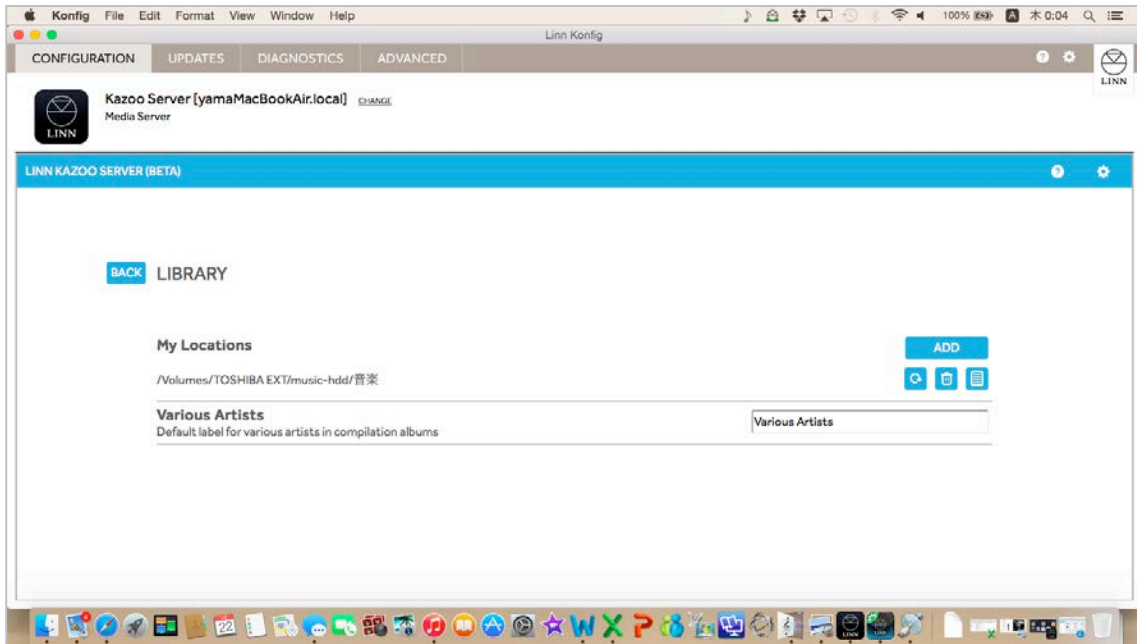 Konfig File Edit Format View Window Help 100% A 木 0:04
Linn Konfig
CONFIGURATION UPDATES DIAGNOSTICS ADVANCED
LINN
Kazoo Server [yamaMacBookAir.local] CHANGE
Media Server
LINN
LINN KAZOO SERVER (BETA)
BACK LIBRARY
My Locations ADD
/Volumes/TOSHIBA EXT/music-hdd/音楽
Various Artists
Default label for various artists in compilation albums
Various Artists
22